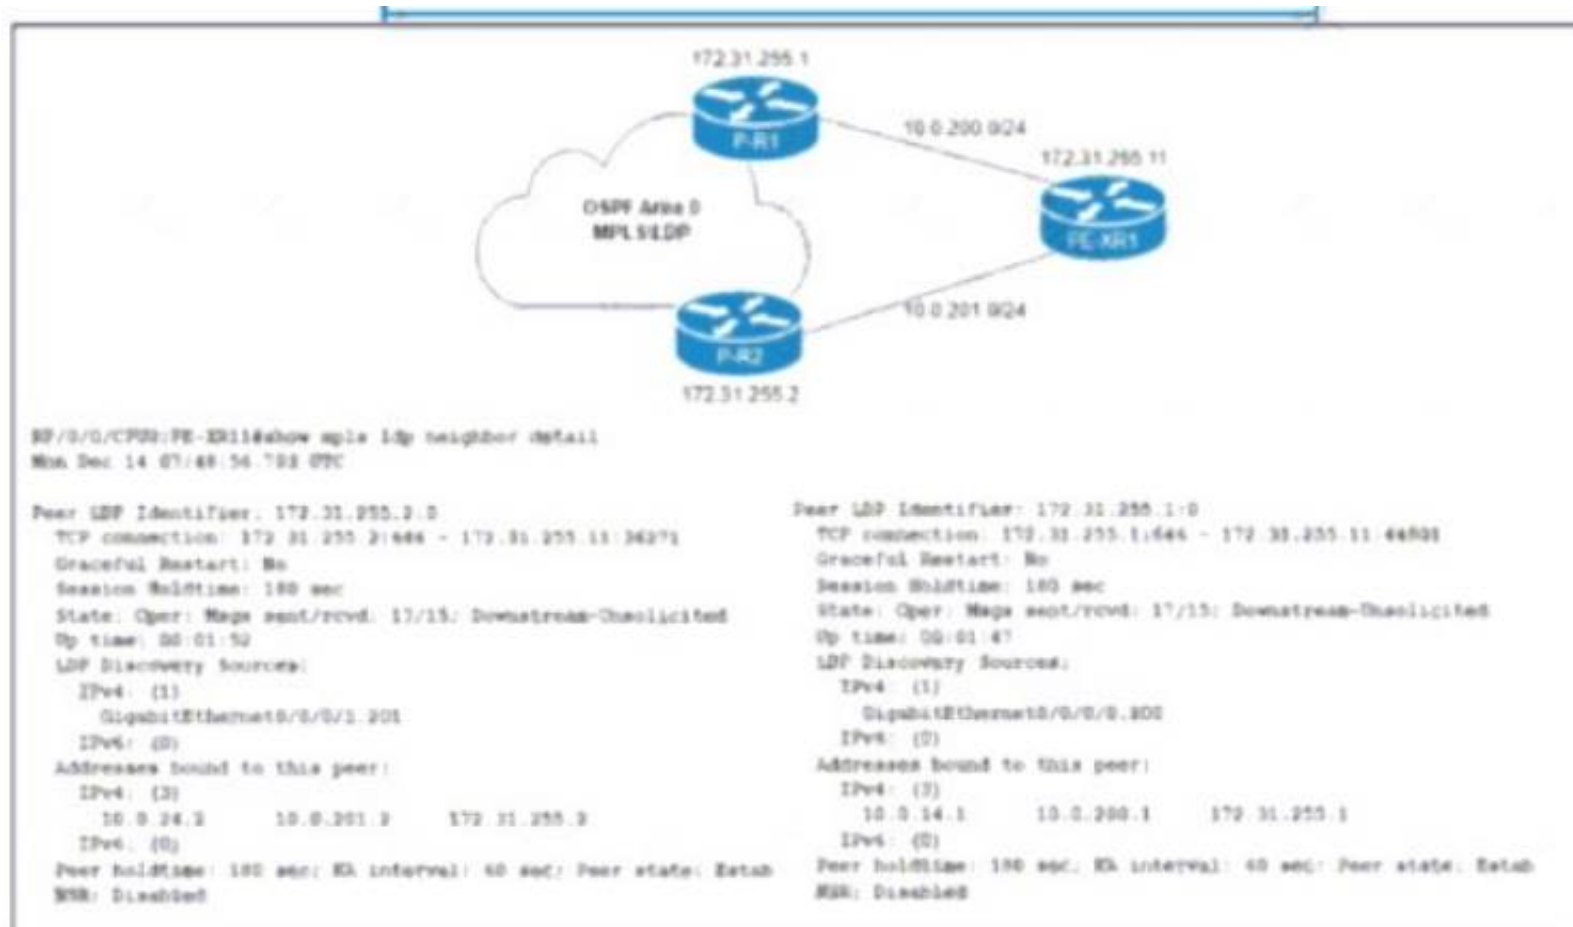 172.31.255.1
P-R1
10.0.200.0/24
172.31.255.11
PE-XR1
OSPF Area 0
MPLS/LDP
10.0.201.0/24
P-R2
172.31.255.2
RP/0/0/CPU0:PE-XR11#show mpls ldp neighbor detail
Mon Dec 14 07:48:56.703 UTC
Peer LDP Identifier: 172.31.255.2:0
TCP connection: 172.31.255.2:646 - 172.31.255.11:36271
Graceful Restart: No
Session Holdtime: 180 sec
State: Oper; Msgs sent/rcvd: 17/15; Downstream-Unsolicited
Up time: 00:01:52
LDP Discovery Sources:
IPv4: (1)
GigabitEthernet0/0/0/1.201
IPv6: (0)
Addresses bound to this peer:
IPv4: (3)
10.0.24.2 10.0.201.2 172.31.255.2
IPv6: (0)
Peer holdtime: 180 sec; KA interval: 60 sec; Peer state: Estab
NSR: Disabled
Peer LDP Identifier: 172.31.255.1:0
TCP connection: 172.31.255.1:646 - 172.31.255.11:44801
Graceful Restart: No
Session Holdtime: 180 sec
State: Oper; Msgs sent/rcvd: 17/15; Downstream-Unsolicited
Up time: 00:01:47
LDP Discovery Sources:
IPv4: (1)
GigabitEthernet0/0/0/0.200
IPv6: (0)
Addresses bound to this peer:
IPv4: (3)
10.0.14.1 10.0.200.1 172.31.255.1
IPv6: (0)
Peer holdtime: 180 sec; KA interval: 60 sec; Peer state: Estab
NSR: Disabled